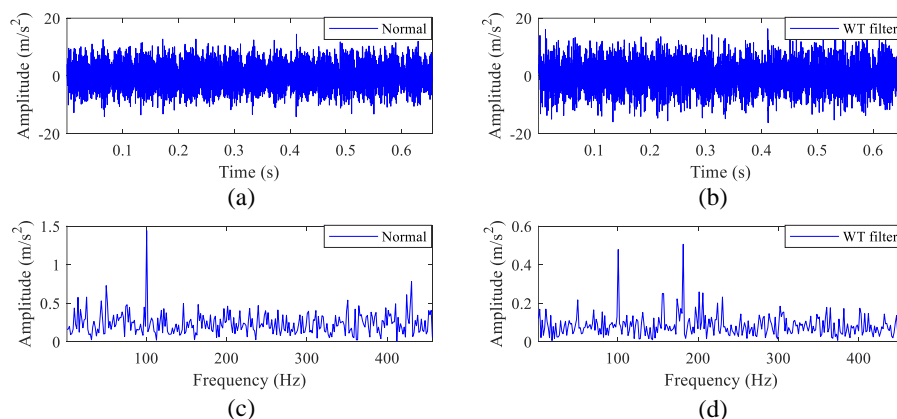 20
Normal
Amplitude (m/s²)
0
-20
0.1 0.2 0.3 0.4 0.5 0.6
Time (s)
(a)
20
WT filter
Amplitude (m/s²)
0
-20
0.1 0.2 0.3 0.4 0.5 0.6
Time (s)
(b)
1.5
Normal
Amplitude (m/s²)
1
0.5
0
100 200 300 400
Frequency (Hz)
(c)
0.6
WT filter
Amplitude (m/s²)
0.4
0.2
0
100 200 300 400
Frequency (Hz)
(d)